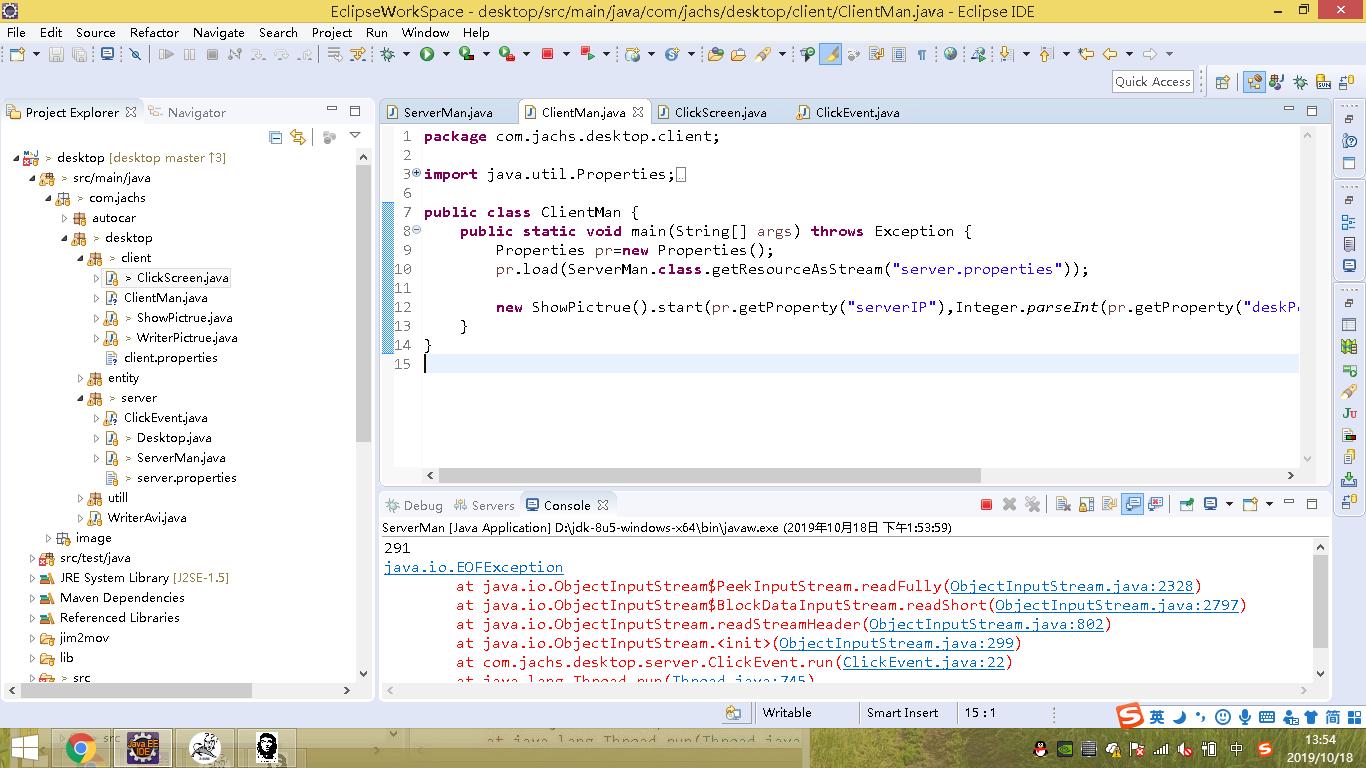 EclipseWorkSpace - desktop/src/main/java/com/jachs/desktop/client/ClientMan.java - Eclipse IDE
File Edit Source Refactor Navigate Search Project Run Window Help
Quick Access
Project Explorer Navigator
> desktop [desktop master ↑3]
> src/main/java
> com.jachs
autocar
> desktop
> client
> ClickScreen.java
ClientMan.java
> ShowPictrue.java
> WriterPictrue.java
client.properties
entity
> server
ClickEvent.java
> Desktop.java
> ServerMan.java
> server.properties
utill
WriterAvi.java
image
src/test/java
JRE System Library [J2SE-1.5]
Maven Dependencies
Referenced Libraries
jim2mov
lib
> src
ServerMan.java ClientMan.java ClickScreen.java ClickEvent.java
1 package com.jachs.desktop.client;
2
3 import java.util.Properties;
6
7 public class ClientMan {
8 public static void main(String[] args) throws Exception {
9 Properties pr=new Properties();
10 pr.load(ServerMan.class.getResourceAsStream("server.properties"));
11
12 new ShowPictrue().start(pr.getProperty("serverIP"),Integer.parseInt(pr.getProperty("deskP
13 }
14 }
15
Debug Servers Console
ServerMan [Java Application] D:\jdk-8u5-windows-x64\bin\javaw.exe (2019年10月18日 下午1:53:59)
291
java.io.EOFException
at java.io.ObjectInputStream$PeekInputStream.readFully(ObjectInputStream.java:2328)
at java.io.ObjectInputStream$BlockDataInputStream.readShort(ObjectInputStream.java:2797)
at java.io.ObjectInputStream.readStreamHeader(ObjectInputStream.java:802)
at java.io.ObjectInputStream.<init>(ObjectInputStream.java:299)
at com.jachs.desktop.server.ClickEvent.run(ClickEvent.java:22)
at java.lang.Thread.run(Thread.java:745)
Writable Smart Insert 15 : 1
英 简
Java EE IDE
中
13:54
2019/10/18